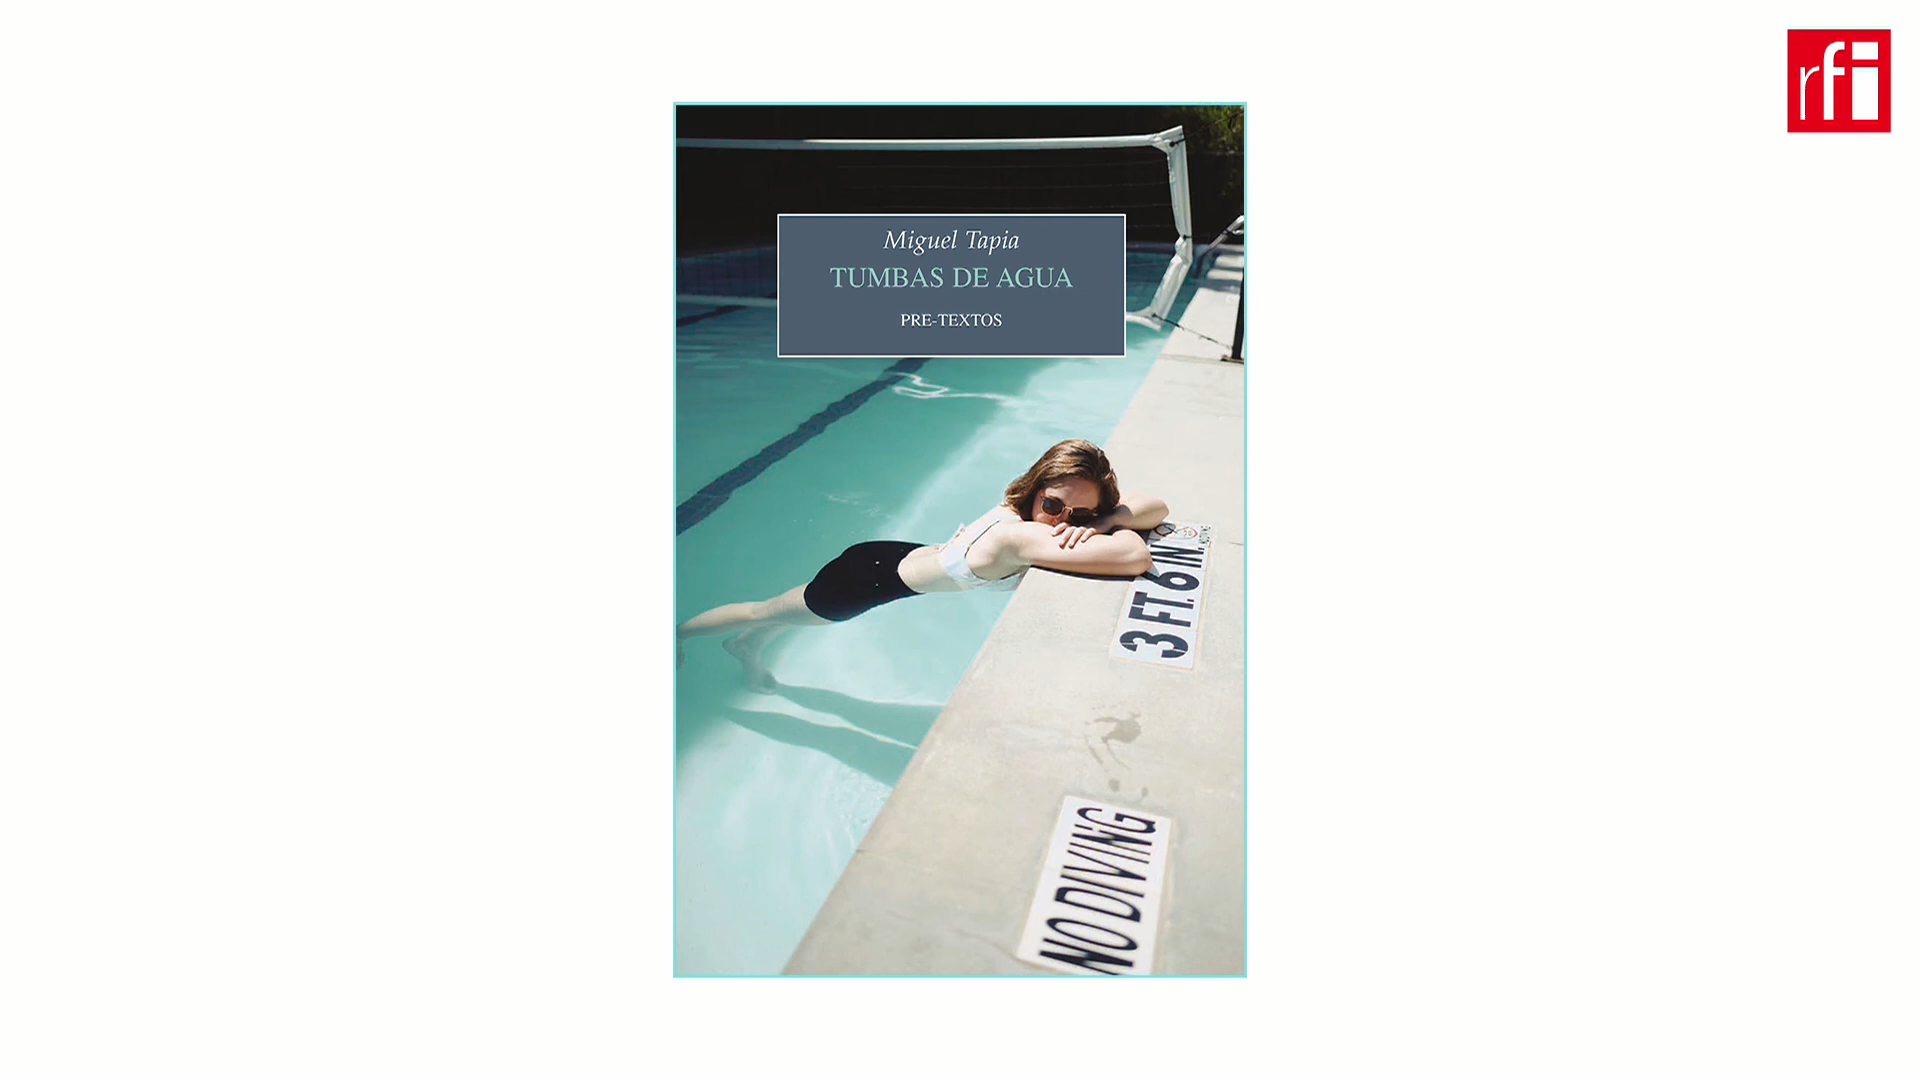 rfi
Miguel Tapia
TUMBAS DE AGUA
PRE-TEXTOS
3 FT. 6 IN.
NO DIVING